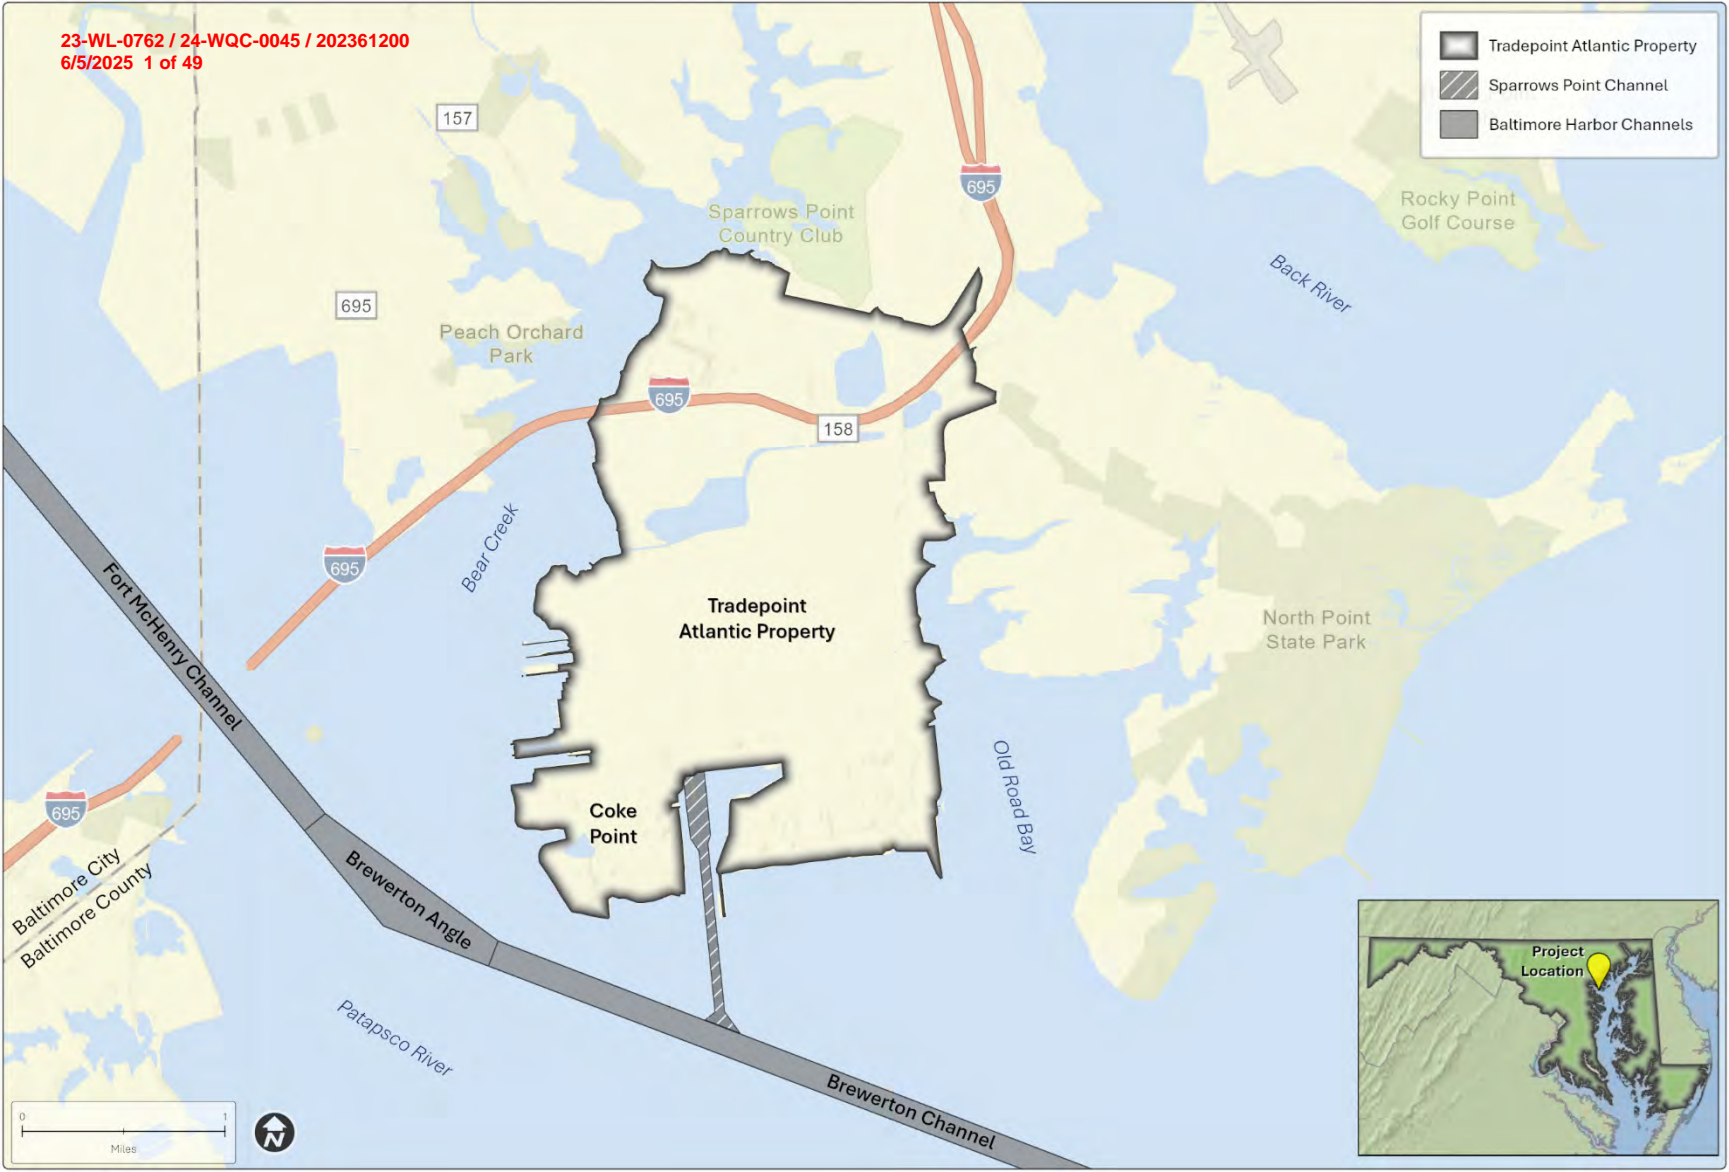 23-WL-0762 / 24-WQC-0045 / 202361200
6/5/2025 1 of 49
Tradepoint Atlantic Property
Sparrows Point Channel
Baltimore Harbor Channels
157
695
Sparrows Point
Country Club
Rocky Point
Golf Course
Back River
695
Peach Orchard
Park
695
158
Bear Creek
695
Fort McHenry Channel
Tradepoint
Atlantic Property
North Point
State Park
Old Road Bay
695
Coke
Point
Baltimore City
Baltimore County
Brewerton Angle
Patapsco River
Brewerton Channel
Project
Location
0 1
Miles
N